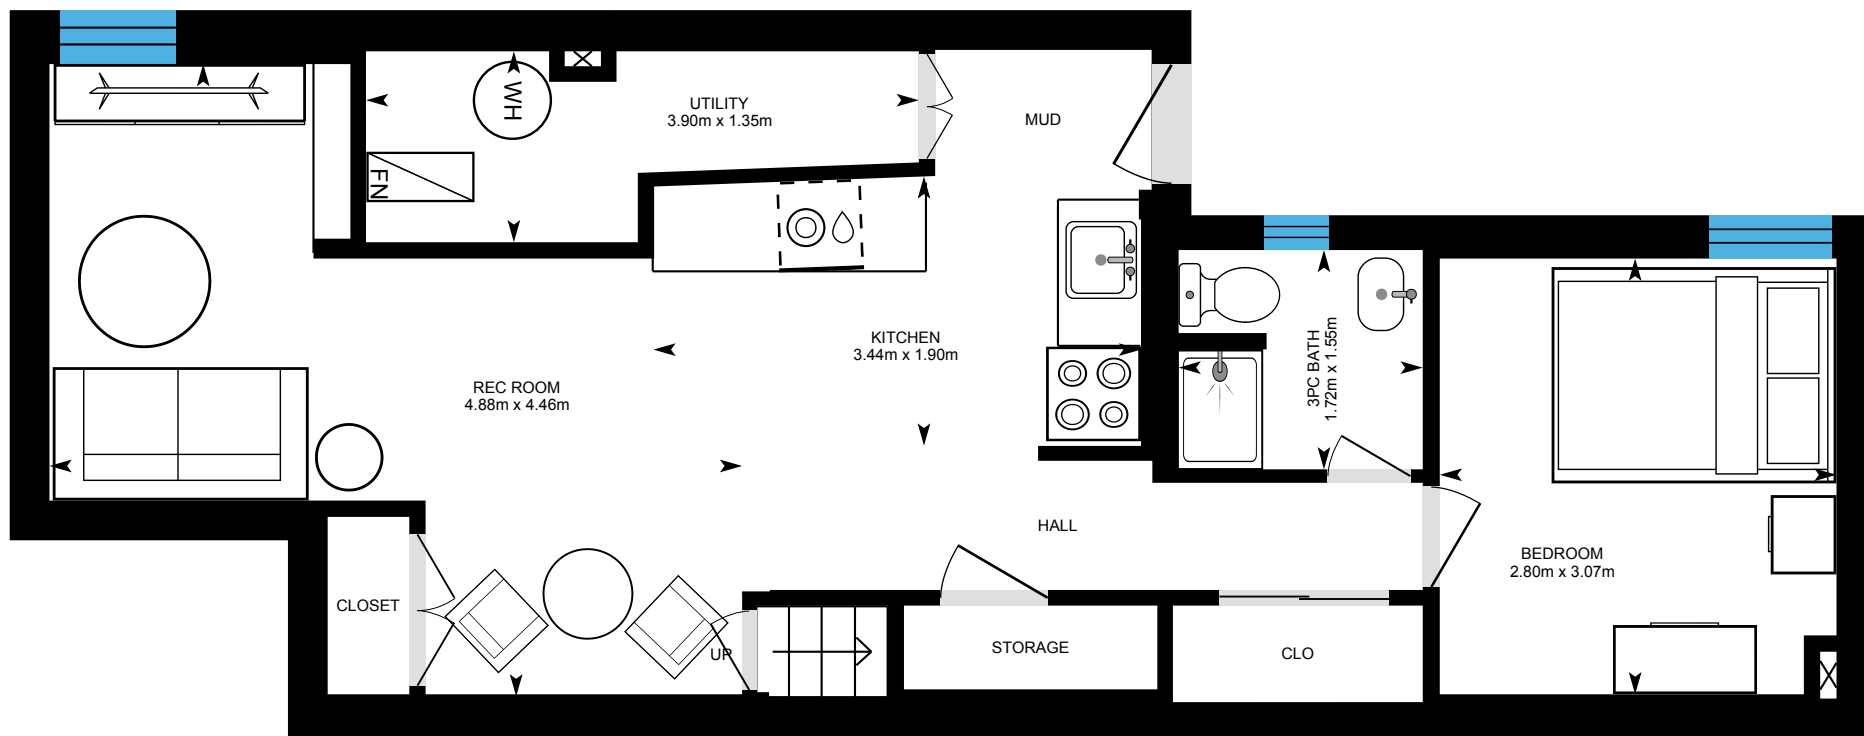 UTILITY
3.90m x 1.35m
MUD
WH
FN
KITCHEN
3.44m x 1.90m
REC ROOM
4.88m x 4.46m
3PC BATH
1.72m x 1.55m
HALL
BEDROOM
2.80m x 3.07m
CLOSET
UP
STORAGE
CLO